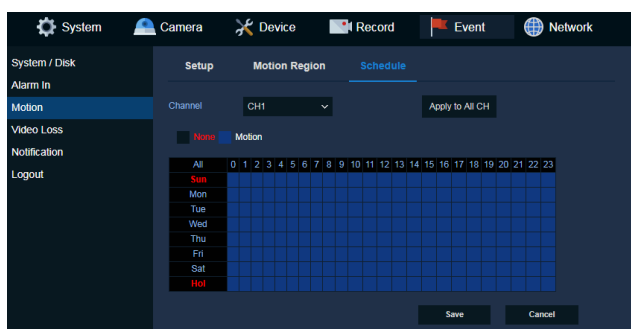 System Camera Device Record Event Network
System / Disk
Alarm In
Motion
Video Loss
Notification
Logout
Setup Motion Region Schedule
Channel CH1 Apply to All CH
None Motion
All 0 1 2 3 4 5 6 7 8 9 10 11 12 13 14 15 16 17 18 19 20 21 22 23
Sun
Mon
Tue
Wed
Thu
Fri
Sat
Hol
Save Cancel